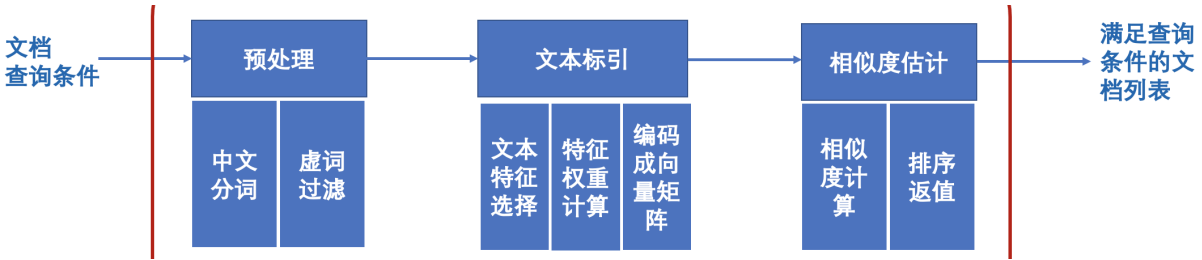 文档
查询条件
预处理
文本标引
相似度估计
满足查询
条件的文
档列表
中文
分词
虚词
过滤
文本
特征
选择
特征
权重
计算
编码
成向
量矩
阵
相似
度计
算
排序
返值